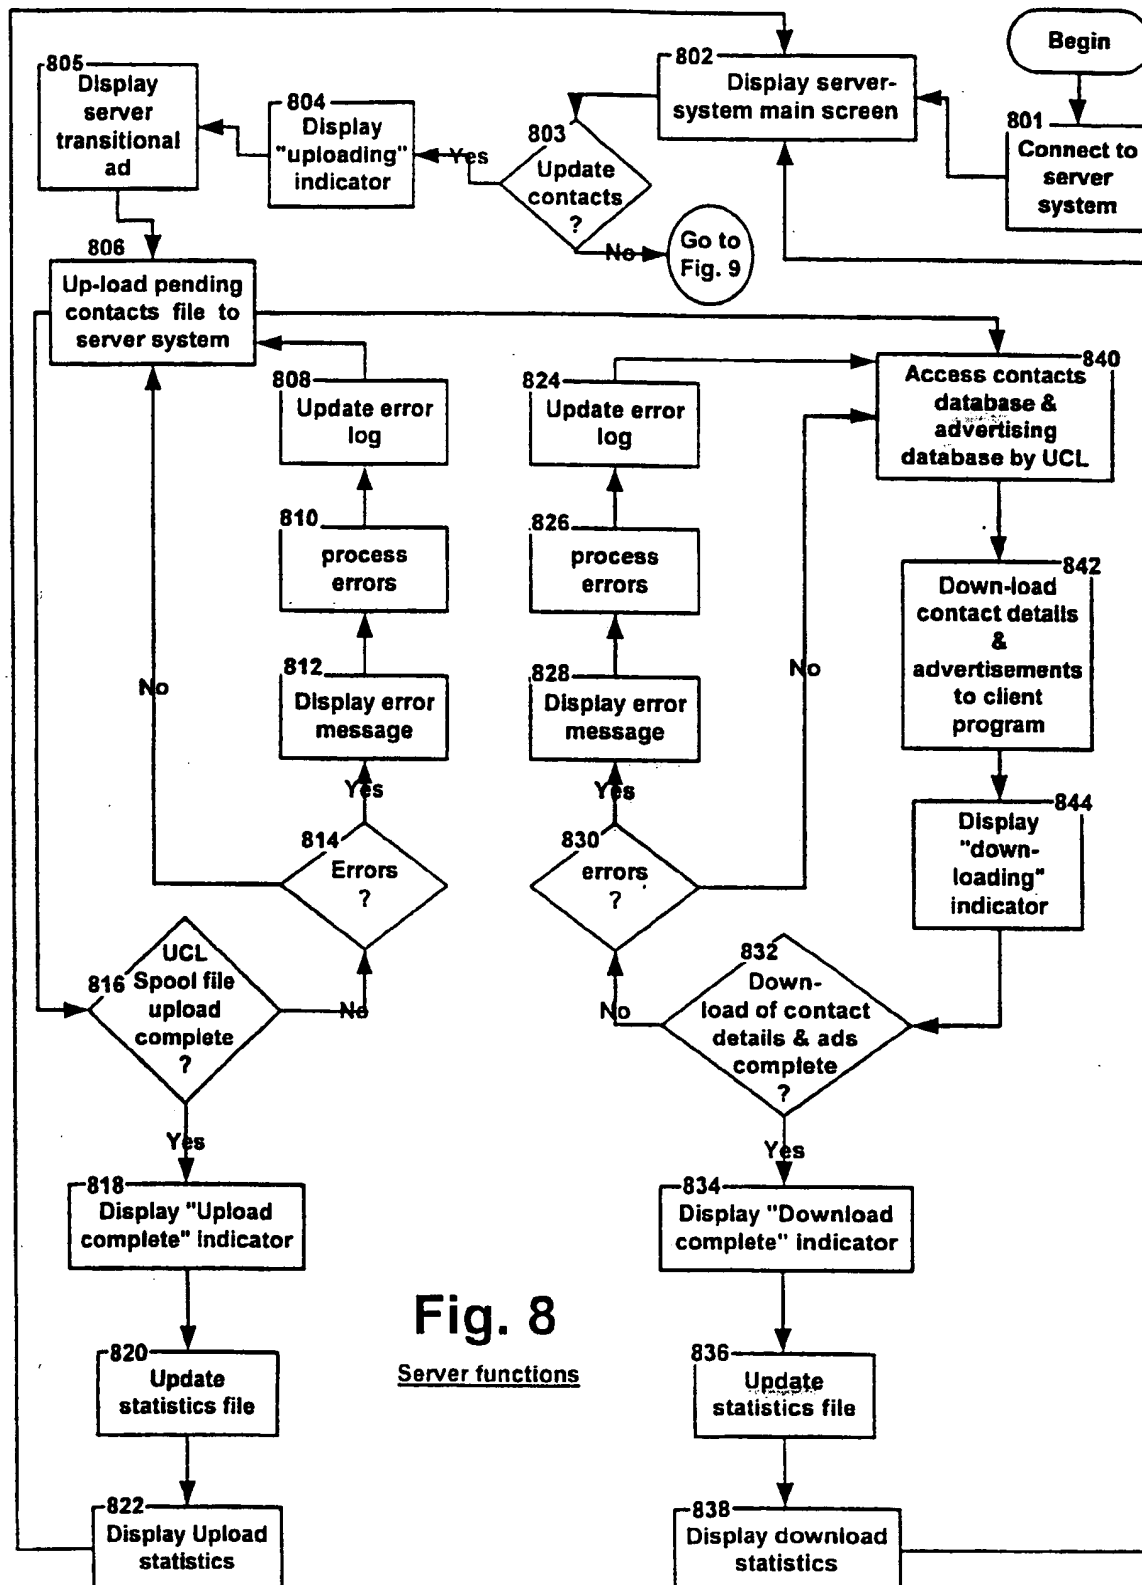 Begin
801
Connect to
server
system
802
Display server-
system main screen
803
Update
contacts
?
Yes
No
Go to
Fig. 9
804
Display
"uploading"
indicator
805
Display
server
transitional
ad
806
Up-load pending
contacts file to
server system
808
Update error
log
810
process
errors
812
Display error
message
Yes
814
Errors
?
No
816
UCL
Spool file
upload
complete
?
No
Yes
818
Display "Upload
complete" indicator
820
Update
statistics file
822
Display Upload
statistics
824
Update error
log
826
process
errors
828
Display error
message
Yes
830
errors
?
No
832
Down-
load of contact
details & ads
complete
?
No
Yes
834
Display "Download
complete" indicator
836
Update
statistics file
838
Display download
statistics
840
Access contacts
database &
advertising
database by UCL
842
Down-load
contact details
&
advertisements
to client
program
844
Display
"down-
loading"
indicator
Fig. 8
Server functions